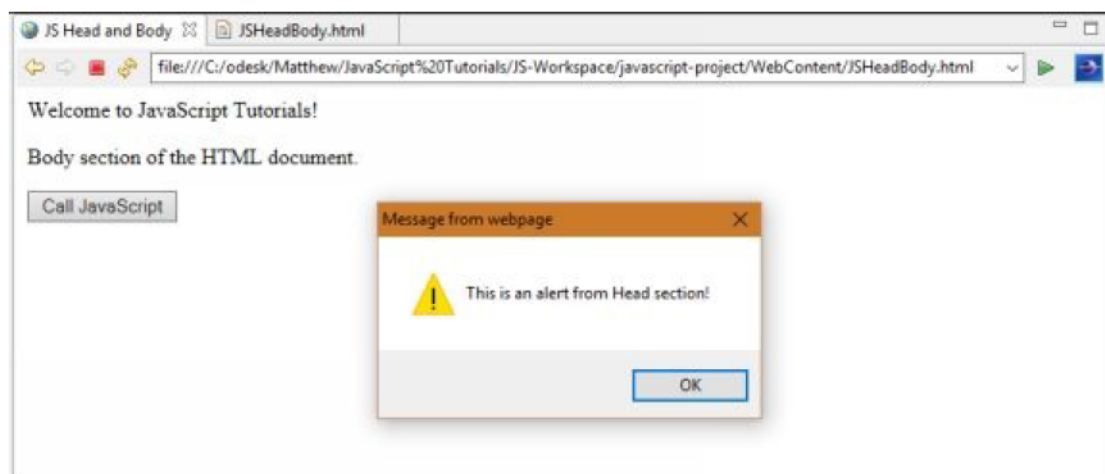 JS Head and Body JSHeadBody.html
file:///C:/odesk/Matthew/JavaScript%20Tutorials/JS-Workspace/javascript-project/WebContent/JSHeadBody.html
Welcome to JavaScript Tutorials!
Body section of the HTML document.
Call JavaScript
Message from webpage
This is an alert from Head section!
OK